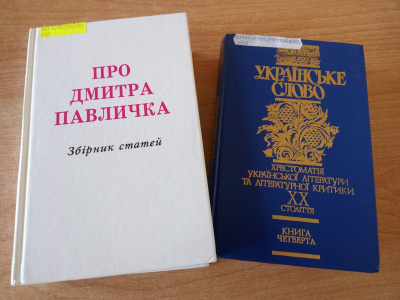 ПРО
ДМИТРА
ПАВЛИЧКА
Збірник статей
УКРАЇНСЬКЕ
СЛОВО
ХРЕСТОМАТІЯ
УКРАЇНСЬКОЇ ЛІТЕРАТУРИ
ТА ЛІТЕРАТУРНОЇ КРИТИКИ
XX
СТОЛІТТЯ
КНИГА
ЧЕТВЕРТА